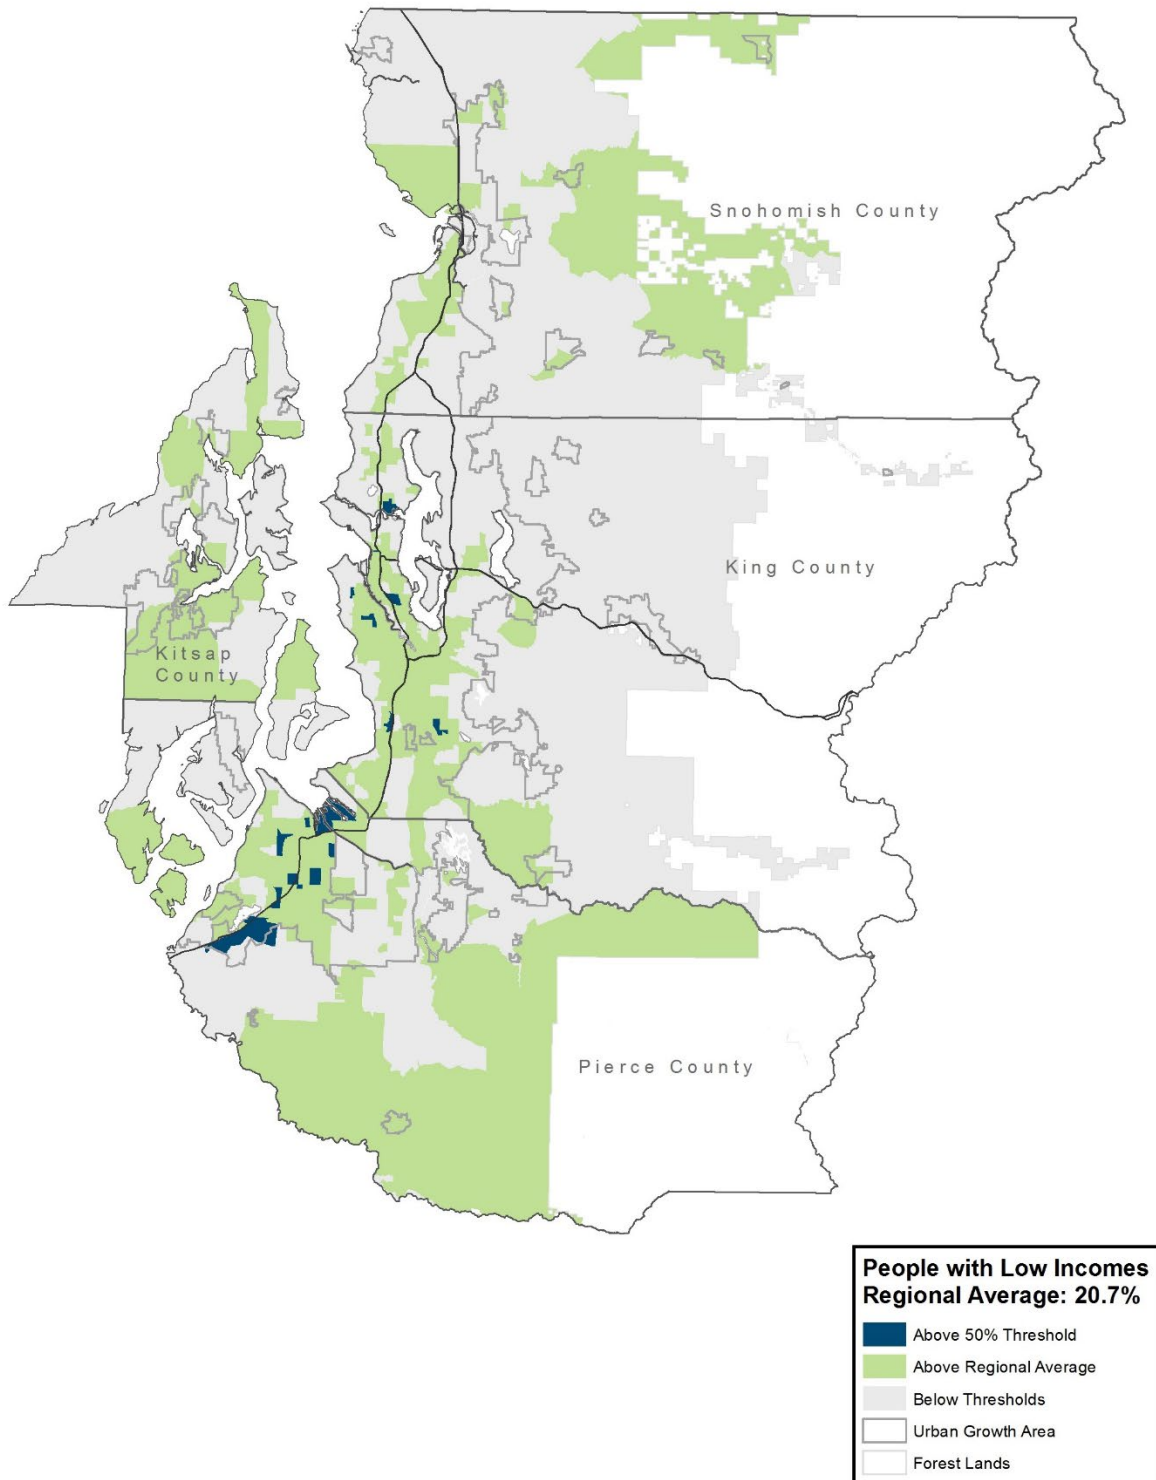 Snohomish County
King County
Kitsap
County
Pierce County
People with Low Incomes
Regional Average: 20.7%
Above 50% Threshold
Above Regional Average
Below Thresholds
Urban Growth Area
Forest Lands